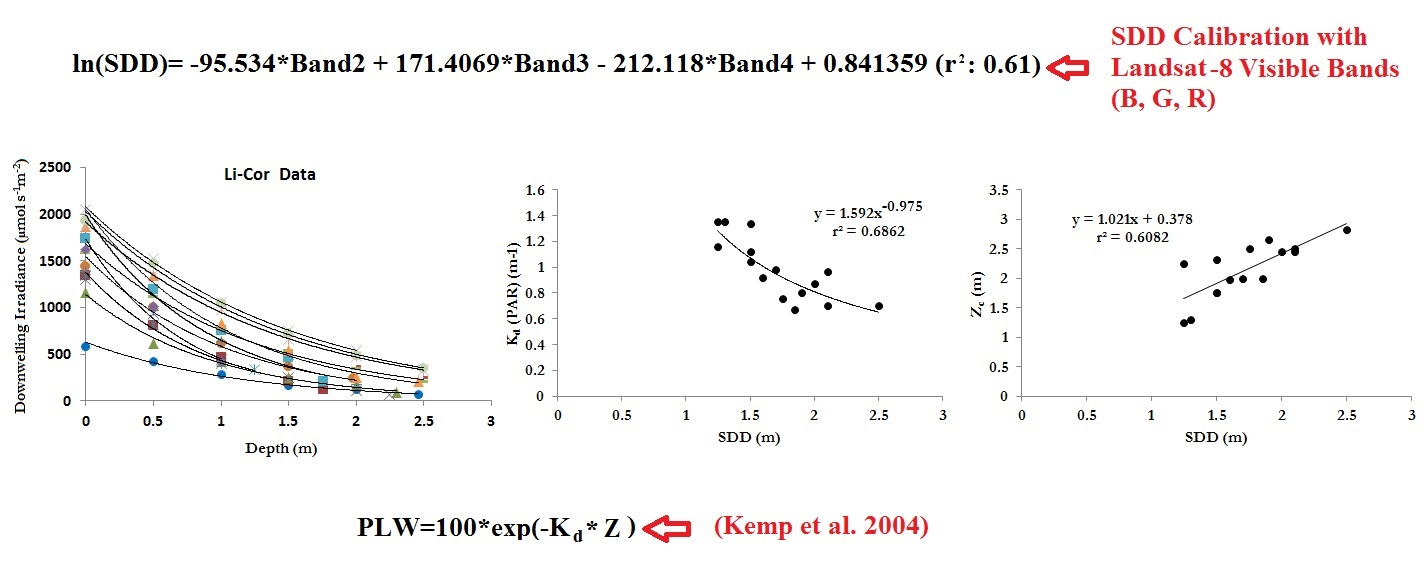 SDD Calibration with
Landsat-8 Visible Bands
(B, G, R)
ln(SDD)= -95.534*Band2 + 171.4069*Band3 - 212.118*Band4 + 0.841359 (r²: 0.61)
Li-Cor Data
Downwelling Irradiance (µmol s⁻¹m⁻²)
2500
2000
1500
1000
500
0
0 0.5 1 1.5 2 2.5 3
Depth (m)
K_d (PAR) (m-1)
1.6
1.4
1.2
1
0.8
0.6
0.4
0.2
0
y = 1.592x^-0.975
r² = 0.6862
0 0.5 1 1.5 2 2.5 3
SDD (m)
Z_c (m)
3.5
3
2.5
2
1.5
1
0.5
0
y = 1.021x + 0.378
r² = 0.6082
0 0.5 1 1.5 2 2.5 3
SDD (m)
PLW=100*exp(-K_d* Z ) (Kemp et al. 2004)